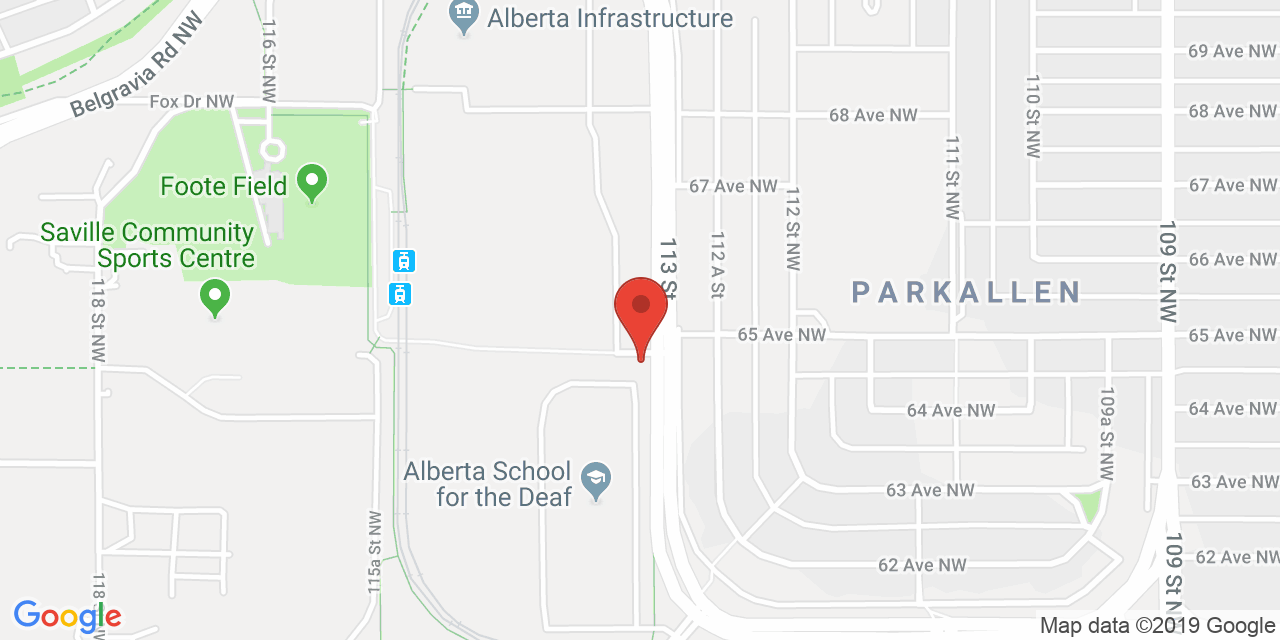 Alberta Infrastructure
Belgravia Rd NW
116 St NW
Fox Dr NW
69 Ave NW
110 St NW
68 Ave NW
68 Ave NW
111 St NW
Foote Field
67 Ave NW
67 Ave NW
112 St NW
Saville Community
Sports Centre
112 A St
113 St
109 St NW
66 Ave NW
118 St NW
PARKALLEN
65 Ave NW
65 Ave NW
64 Ave NW
64 Ave NW
109a St NW
Alberta School
for the Deaf
63 Ave NW
63 Ave NW
115a St NW
62 Ave NW
62 Ave NW
109 St N
118
Google
Map data ©2019 Google